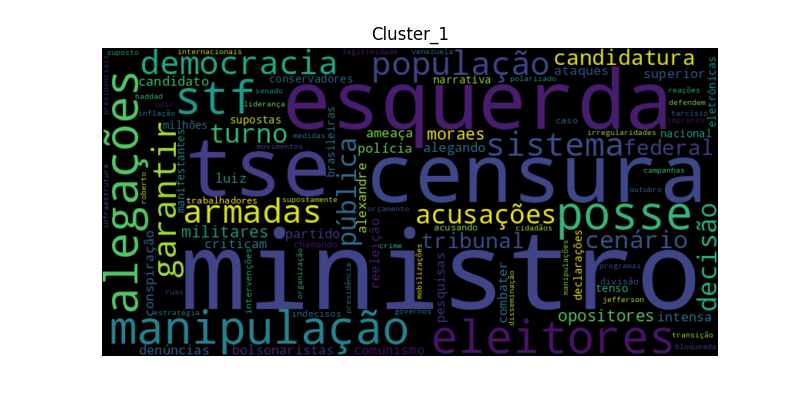 Cluster_1
suposto
internacionais
legitimidade
venezuela
democracia
população
candidatura
candidato
conservadores
narrativa
polarizado
ataques
superior
presidenciais
haddad
stf
senado
esquerda
reações
eletrônicas
unir
supostas
liderança
defendem
tarcísio
inflação
milhões
turno
medidas
brasileiras
ameaça
moraes
caso
irregularidades
nacional
imprensa
alegações
garantir
manifestantes
movimentos
polícia
alegando
sistema
federal
luiz
tse
censura
campanhas
roberto
infraestrutura
trabalhadores
supostamente
pública
alexandre
outubro
armadas
orçamento
acusações
posse
decisão
militares
partido
acusando
cidadãos
tribunal
cenário
criticam
chamando
crime
reeleição
conspiração
intervenções
organização
presidência
mobilizações
pesquisas
combater
disseminação
manipulações
declarações
programas
divisão
tenso
jefferson
ruas
ministro
estratégia
indecisos
governos
opositores
intensa
manipulação
eleitores
transição
denúncias
bolsonaristas
comunismo
bloqueada